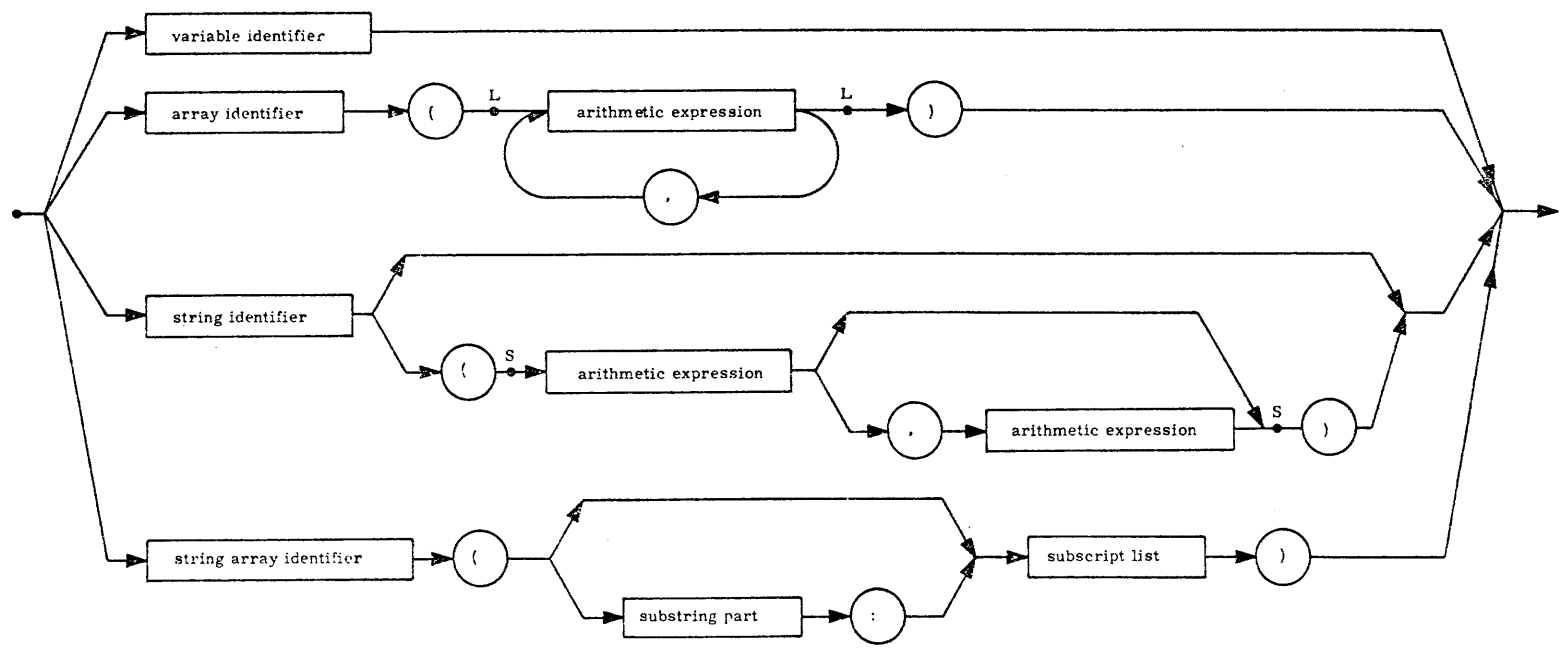 variable identifier
array identifier ( L arithmetic expression L )
,
string identifier
( S arithmetic expression
, arithmetic expression S )
string array identifier ( subscript list )
substring part :